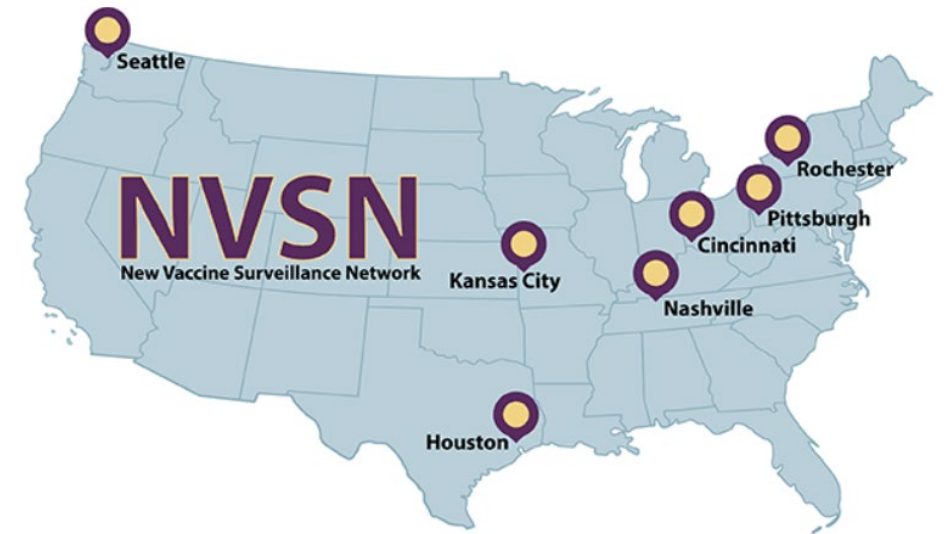 Seattle
NVSN
New Vaccine Surveillance Network
Rochester
Pittsburgh
Cincinnati
Kansas City
Nashville
Houston